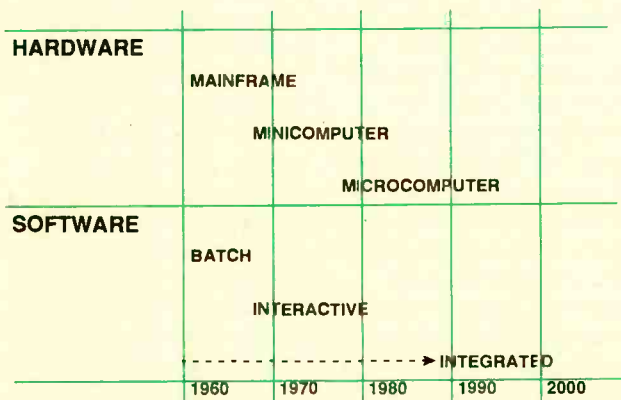 HARDWARE
MAINFRAME
MINICOMPUTER
MICROCOMPUTER
SOFTWARE
BATCH
INTERACTIVE
INTEGRATED
1960 1970 1980 1990 2000